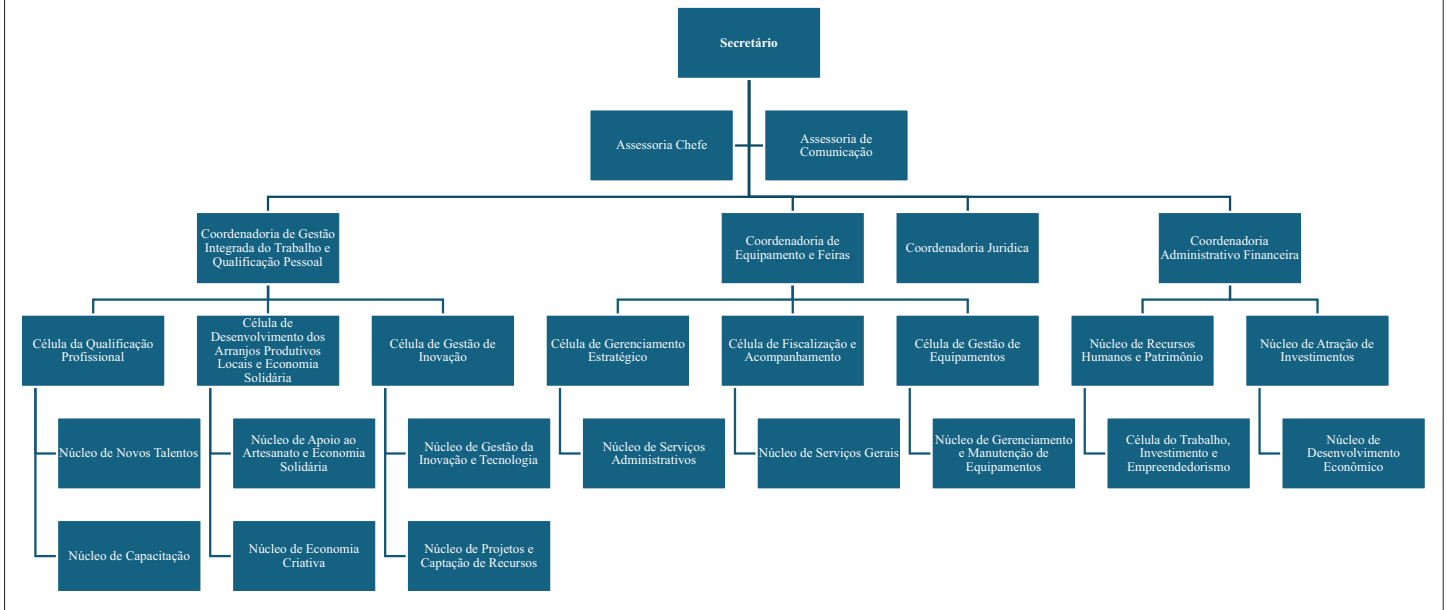 Secretário
Assessoria Chefe
Assessoria de
Comunicação
Coordenadoria de Gestão
Integrada do Trabalho e
Qualificação Pessoal
Coordenadoria de
Equipamento e Feiras
Coordenadoria Juridica
Coordenadoria
Administrativo Financeira
Célula da Qualificação
Profissional
Célula de
Desenvolvimento dos
Arranjos Produtivos
Locais e Economia
Solidária
Célula de Gestão de
Inovação
Célula de Gerenciamento
Estratégico
Célula de Fiscalização e
Acompanhamento
Célula de Gestão de
Equipamentos
Núcleo de Recursos
Humanos e Patrimônio
Núcleo de Atração de
Investimentos
Núcleo de Novos Talentos
Núcleo de Apoio ao
Artesanato e Economia
Solidária
Núcleo de Gestão da
Inovação e Tecnologia
Núcleo de Serviços
Administrativos
Núcleo de Serviços Gerais
Núcleo de Gerenciamento
e Manutenção de
Equipamentos
Célula do Trabalho,
Investimento e
Empreendedorismo
Núcleo de
Desenvolvimento
Econômico
Núcleo de Capacitação
Núcleo de Economia
Criativa
Núcleo de Projetos e
Captação de Recursos